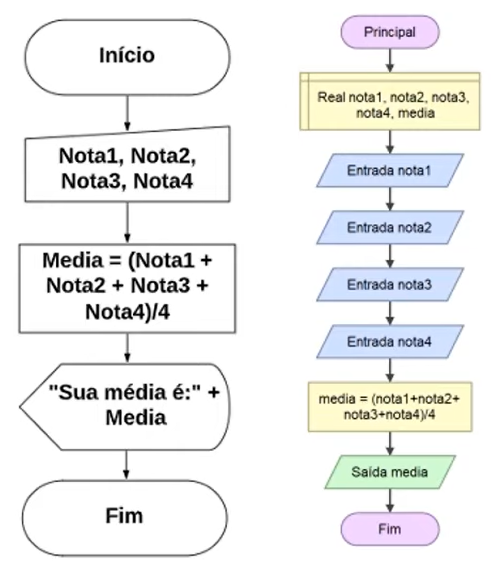 Início
Nota1, Nota2,
Nota3, Nota4
Media = (Nota1 +
Nota2 + Nota3 +
Nota4)/4
"Sua média é:" +
Media
Fim
Principal
Real nota1, nota2, nota3,
nota4, media
Entrada nota1
Entrada nota2
Entrada nota3
Entrada nota4
media = (nota1+nota2+
nota3+nota4)/4
Saída media
Fim